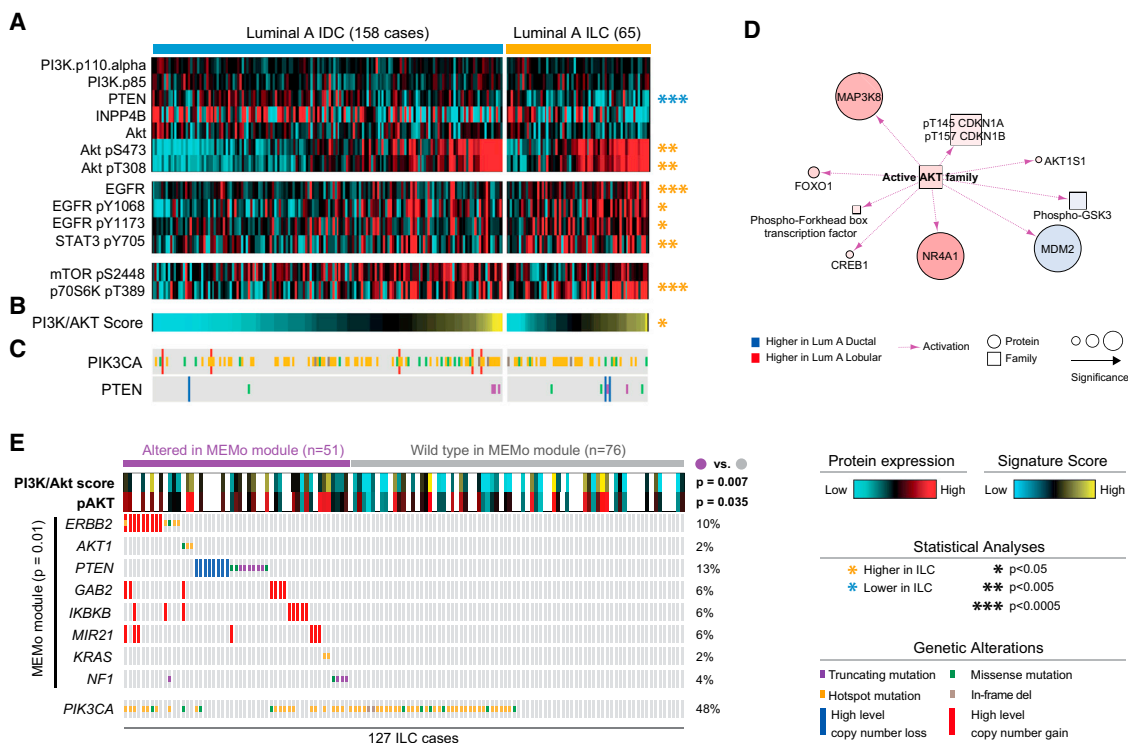 A
Luminal A IDC (158 cases)
Luminal A ILC (65)
PI3K.p110.alpha
PI3K.p85
PTEN
***
INPP4B
Akt
Akt pS473
**
Akt pT308
**
EGFR
***
EGFR pY1068
*
EGFR pY1173
*
STAT3 pY705
**
mTOR pS2448
p70S6K pT389
***
B
PI3K/AKT Score
*
C
PIK3CA
PTEN
D
MAP3K8
pT145 CDKN1A
pT157 CDKN1B
AKT1S1
Active AKT family
FOXO1
Phospho-GSK3
Phospho-Forkhead box
transcription factor
CREB1
NR4A1
MDM2
Higher in Lum A Ductal
Higher in Lum A Lobular
Activation
Protein
Family
Significance
E
Altered in MEMo module (n=51)
Wild type in MEMo module (n=76)
vs.
PI3K/Akt score
p = 0.007
pAKT
p = 0.035
MEMo module (p = 0.01)
ERBB2
10%
AKT1
2%
PTEN
13%
GAB2
6%
IKBKB
6%
MIR21
6%
KRAS
2%
NF1
4%
PIK3CA
48%
127 ILC cases
Protein expression
Low
High
Signature Score
Low
High
Statistical Analyses
* Higher in ILC
* Lower in ILC
* p<0.05
** p<0.005
*** p<0.0005
Genetic Alterations
Truncating mutation
Missense mutation
Hotspot mutation
In-frame del
High level
copy number loss
High level
copy number gain